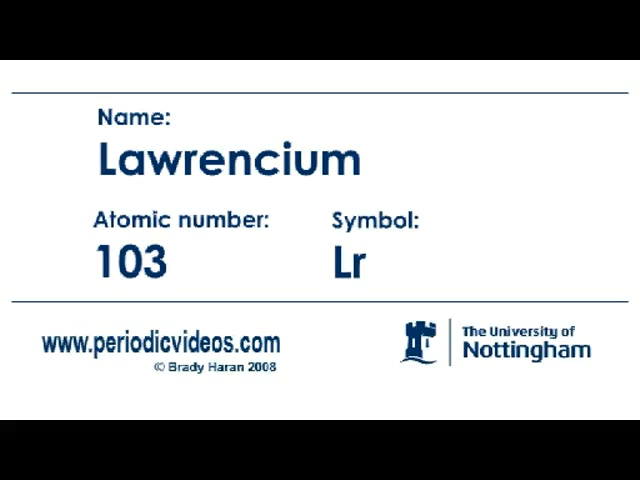 Name:
Lawrencium
Atomic number:
Symbol:
103
Lr
www.periodicvideos.com
© Brady Haran 2008
The University of
Nottingham